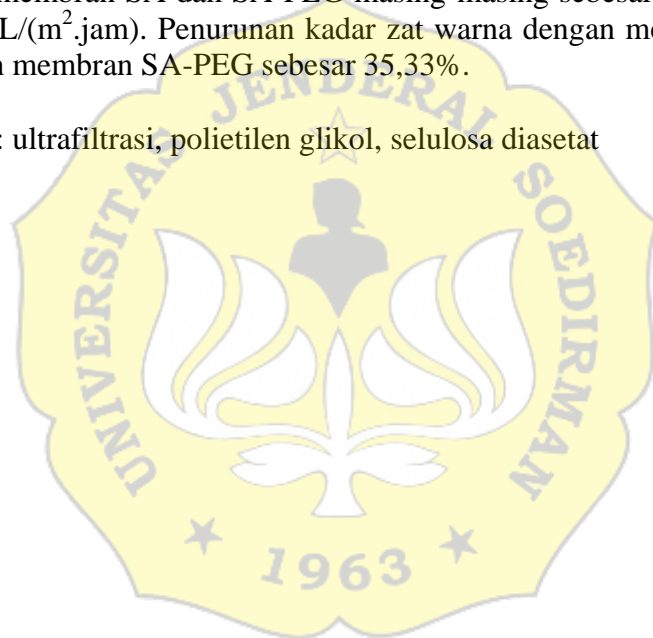 membran SA dan SA-PEG masing-masing sebesar
L/(m².jam). Penurunan kadar zat warna dengan me
membran SA-PEG sebesar 35,33%.
: ultrafiltrasi, polietilen glikol, selulosa diasetat
UNIVERSITAS JENDERAL SOEDIRMAN
1963